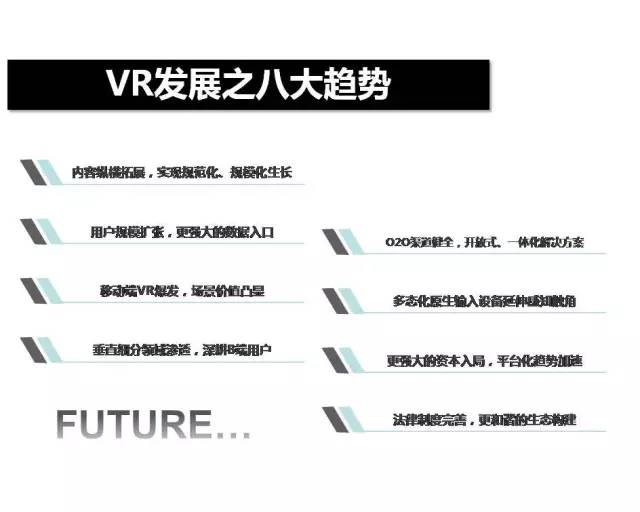 VR发展之八大趋势
内容纵横拓展，实现规范化、规模化生长
用户规模扩张，更强大的数据入口
移动端VR爆发，场景价值凸显
垂直细分领域渗透，深耕B端用户
O2O渠道健全，开放式、一体化解决方案
多态化原生输入设备延伸感知触角
更强大的资本入局，平台化趋势加速
法律制度完善，更和谐的生态构建
FUTURE...